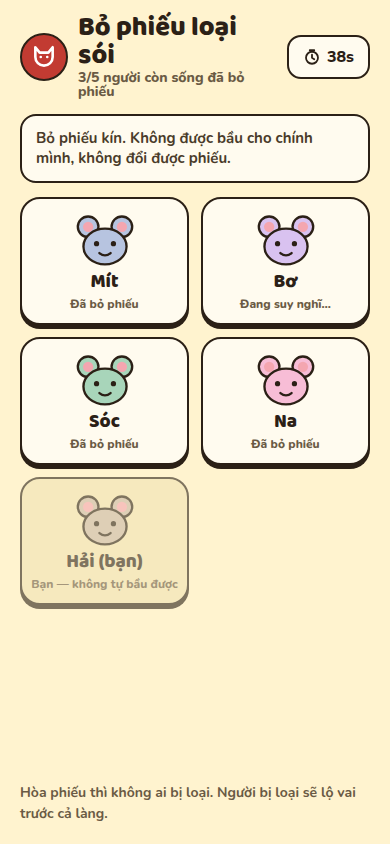 Bỏ phiếu loại
sói
3/5 người còn sống đã bỏ
phiếu
38s
Bỏ phiếu kín. Không được bầu cho chính
mình, không đổi được phiếu.
Mít
Đã bỏ phiếu
Bơ
Đang suy nghĩ...
Sóc
Đã bỏ phiếu
Na
Đã bỏ phiếu
Hải (bạn)
Bạn — không tự bầu được
Hòa phiếu thì không ai bị loại. Người bị loại sẽ lộ vai
trước cả làng.